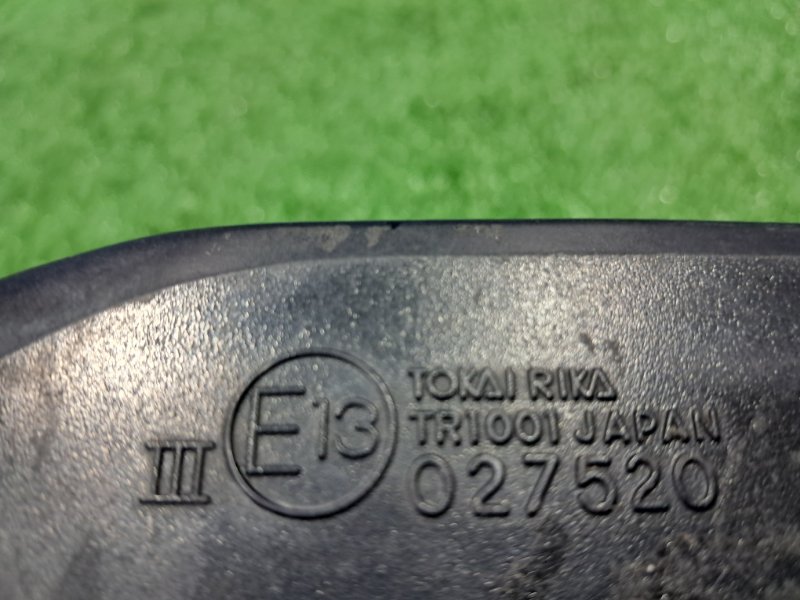 III E13
TOKAI RIKA
TR1001 JAPAN
027520